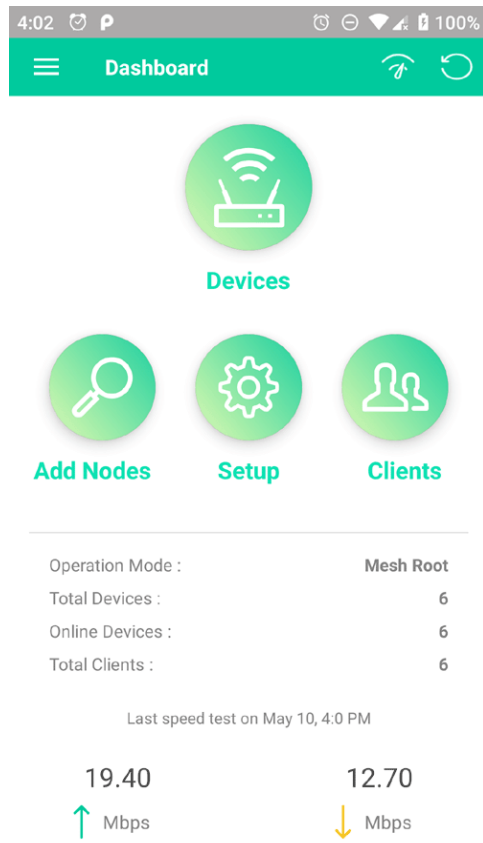 4:02 100%
Dashboard
Devices
Add Nodes Setup Clients
Operation Mode : Mesh Root
Total Devices : 6
Online Devices : 6
Total Clients : 6
Last speed test on May 10, 4:0 PM
19.40 12.70
Mbps Mbps